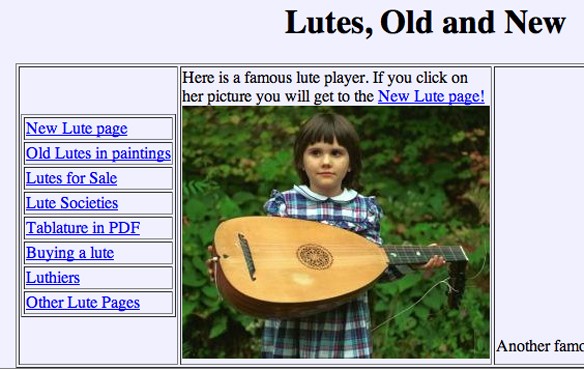 Lutes, Old and New
New Lute page
Old Lutes in paintings
Lutes for Sale
Lute Societies
Tablature in PDF
Buying a lute
Luthiers
Other Lute Pages
Here is a famous lute player. If you click on
her picture you will get to the New Lute page!
Another famo